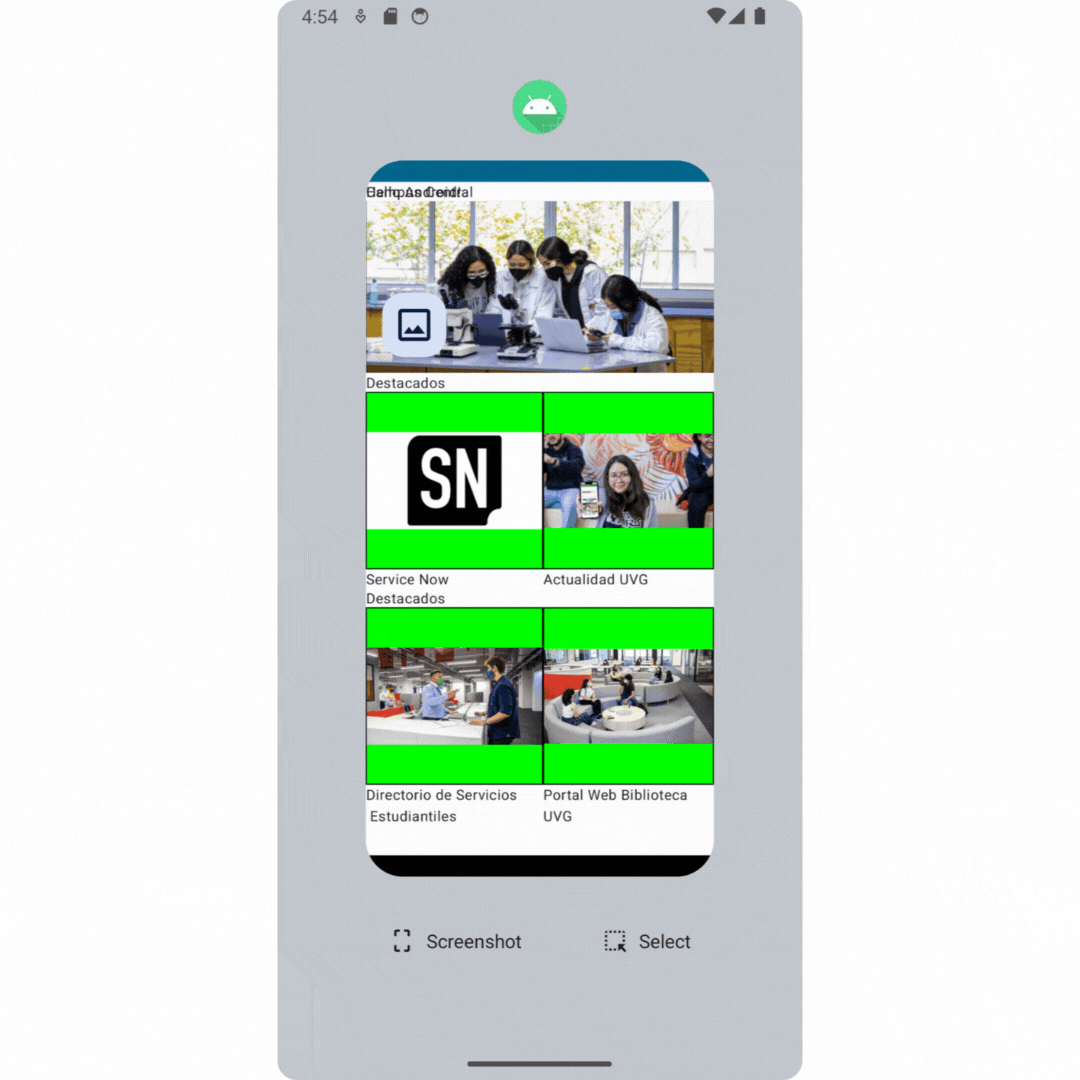 4:54
Campus Central
Hello Android!
Destacados
SN
Service Now
Actualidad UVG
Destacados
Directorio de Servicios
Estudiantiles
Portal Web Biblioteca
UVG
Screenshot
Select